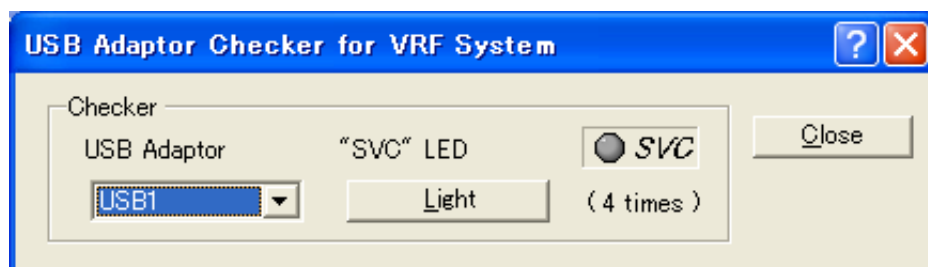 USB Adaptor Checker for VRF System
?
Checker
USB Adaptor "SVC" LED SVC Close
USB1 Light ( 4 times )